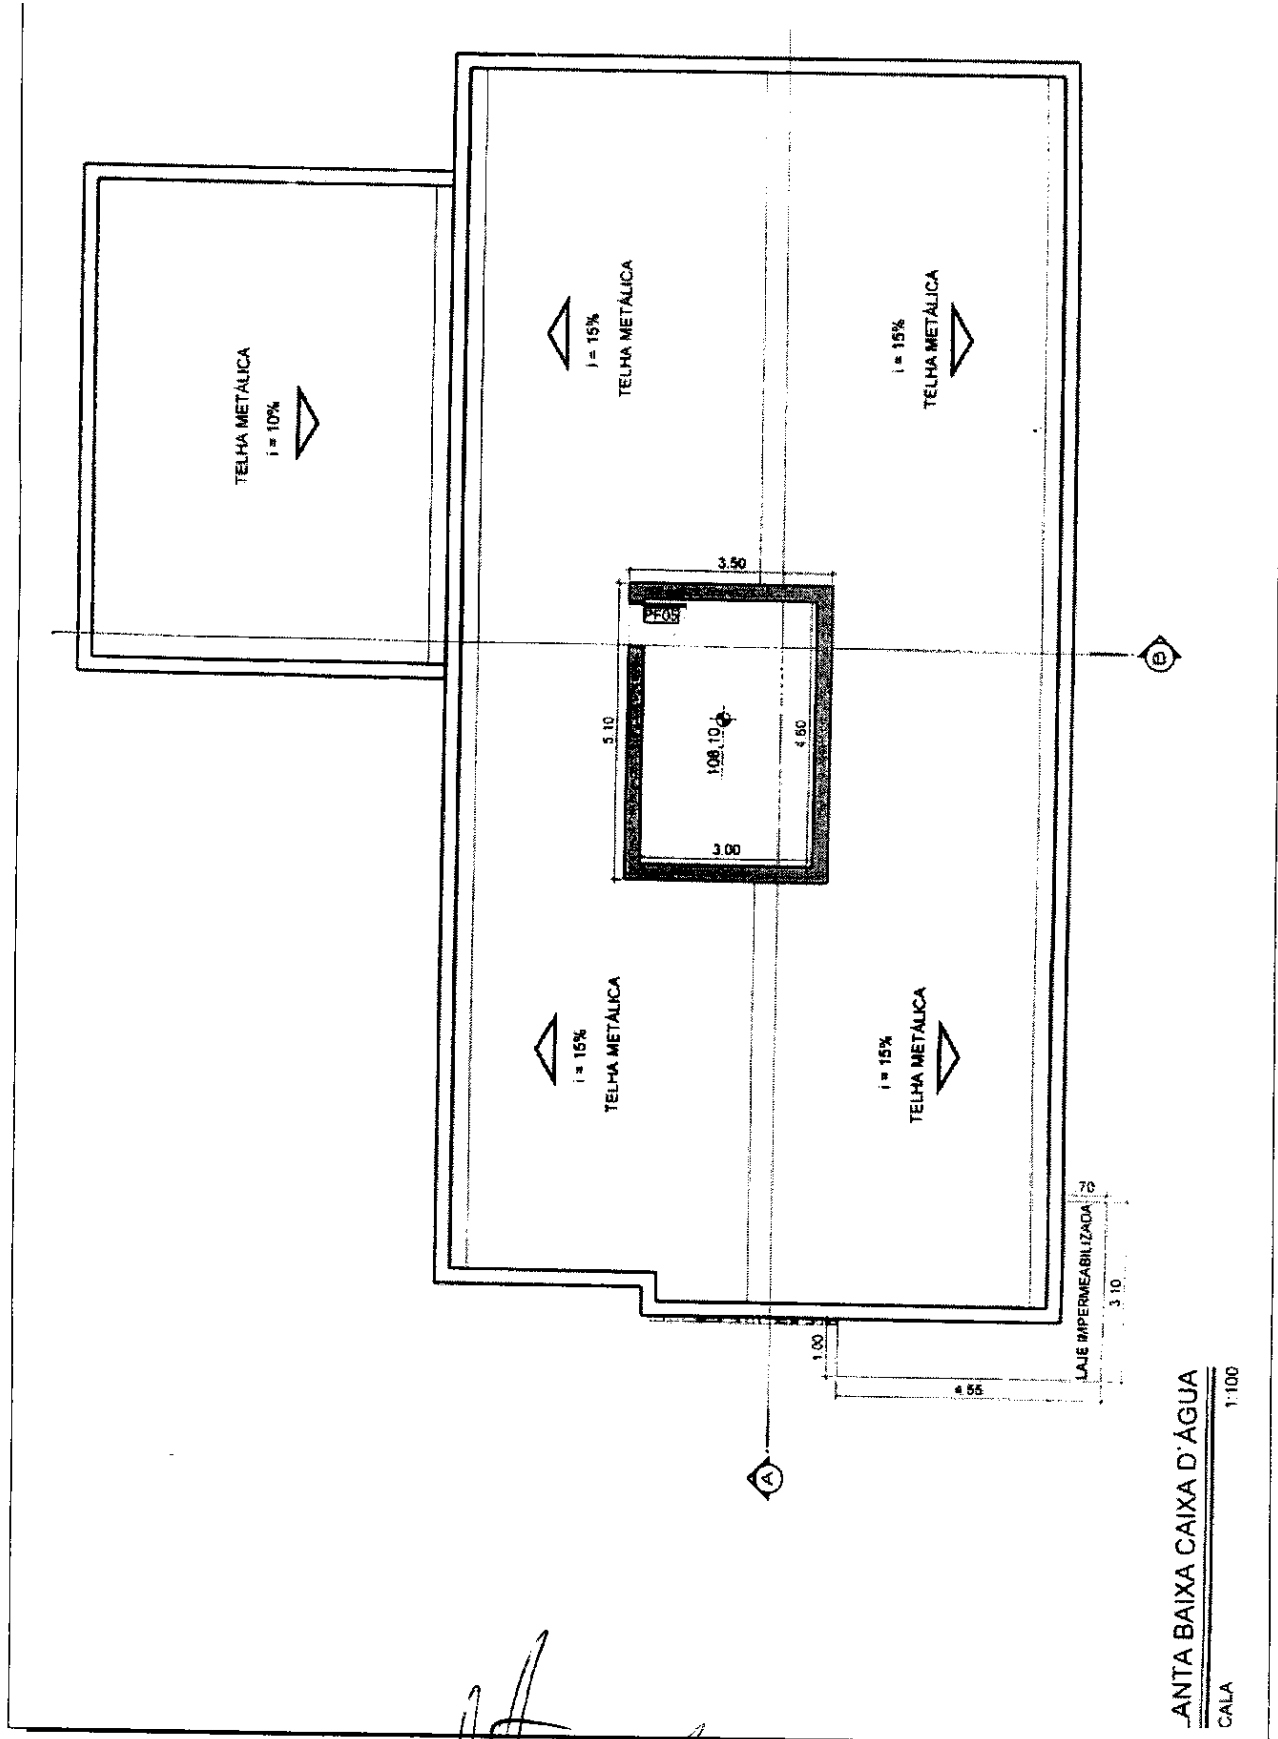 TELHA METÁLICA
i = 10%
i = 15%
TELHA METÁLICA
i = 15%
TELHA METÁLICA
3.50
PF05
5.10
108,10
4.60
3.00
B
i = 15%
TELHA METÁLICA
i = 15%
TELHA METÁLICA
.70
LAJE IMPERMEABILIZADA
3.10
1.00
4.55
A
ANTA BAIXA CAIXA D'ÁGUA
CALA
1:100